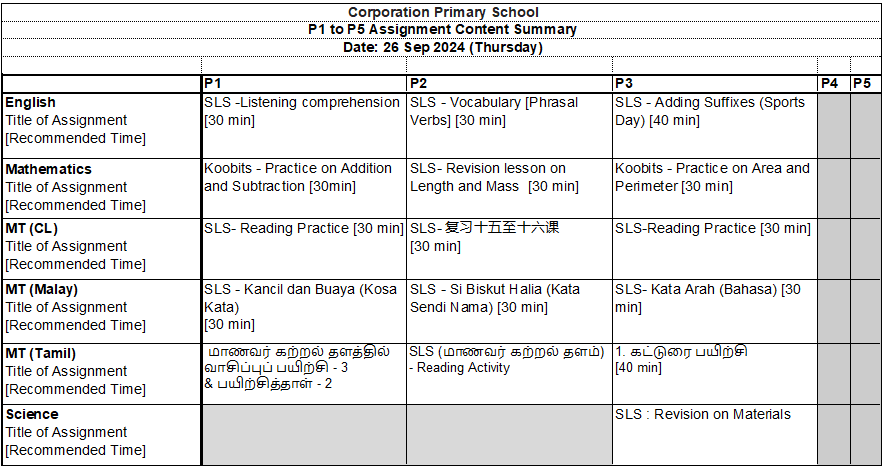 Corporation Primary School
P1 to P5 Assignment Content Summary
Date: 26 Sep 2024 (Thursday)
P1 P2 P3 P4 P5
English
Title of Assignment
[Recommended Time]
SLS -Listening comprehension
[30 min]
SLS - Vocabulary [Phrasal
Verbs] [30 min]
SLS - Adding Suffixes (Sports
Day) [40 min]
Mathematics
Title of Assignment
[Recommended Time]
Koobits - Practice on Addition
and Subtraction [30min]
SLS- Revision lesson on
Length and Mass [30 min]
Koobits - Practice on Area and
Perimeter [30 min]
MT (CL)
Title of Assignment
[Recommended Time]
SLS- Reading Practice [30 min]
SLS- 复习十五至十六课
[30 min]
SLS-Reading Practice [30 min]
MT (Malay)
Title of Assignment
[Recommended Time]
SLS - Kancil dan Buaya (Kosa
Kata)
[30 min]
SLS - Si Biskut Halia (Kata
Sendi Nama) [30 min]
SLS- Kata Arah (Bahasa) [30
min]
MT (Tamil)
Title of Assignment
[Recommended Time]
மாணவர் கற்றல் தளத்தில்
வாசிப்புப் பயிற்சி - 3
& பயிற்சித்தாள் - 2
SLS (மாணவர் கற்றல் தளம்)
- Reading Activity
1. கட்டுரை பயிற்சி
[40 min]
Science
Title of Assignment
[Recommended Time]
SLS : Revision on Materials